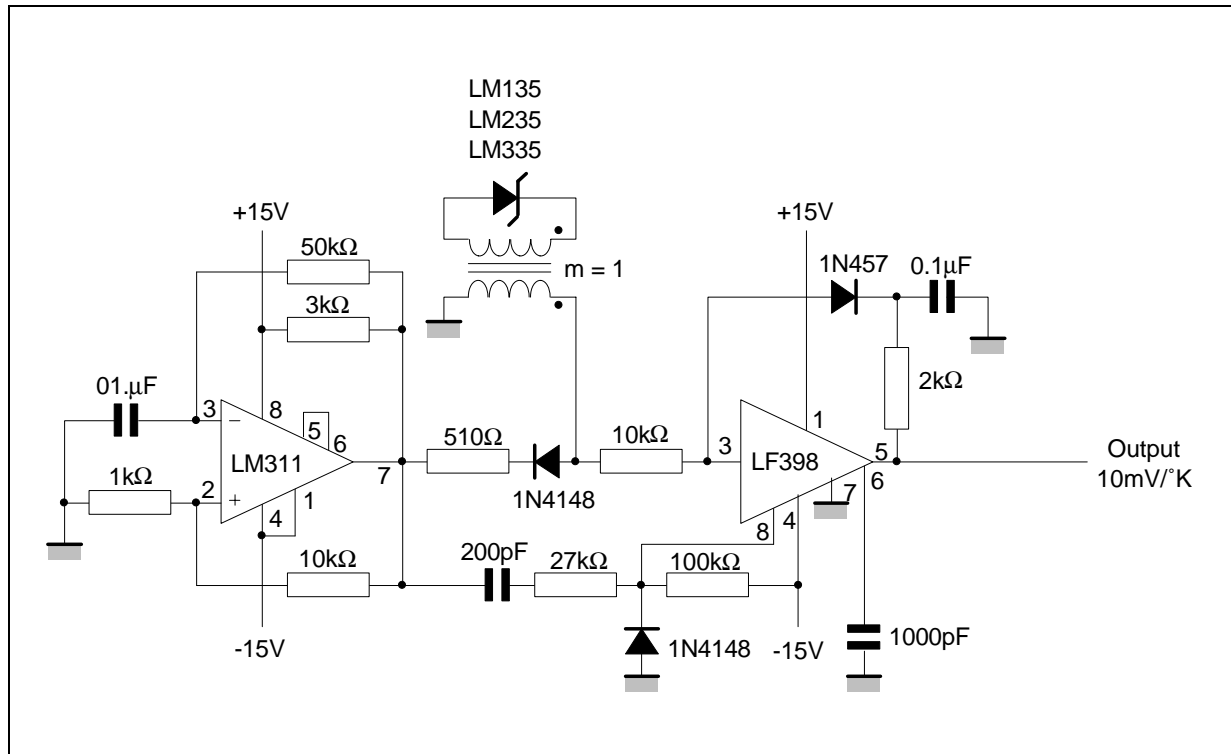 LM135
LM235
LM335
+15V
+15V
50kΩ
1N457
0.1µF
m = 1
3kΩ
2kΩ
01.µF
3
8
5
6
1
−
LM311
510Ω
10kΩ
3
LF398
5
Output
10mV/°K
7
1N4148
6
7
1kΩ
2
+
4
1
8
4
10kΩ
200pF
27kΩ
100kΩ
-15V
1N4148
-15V
1000pF